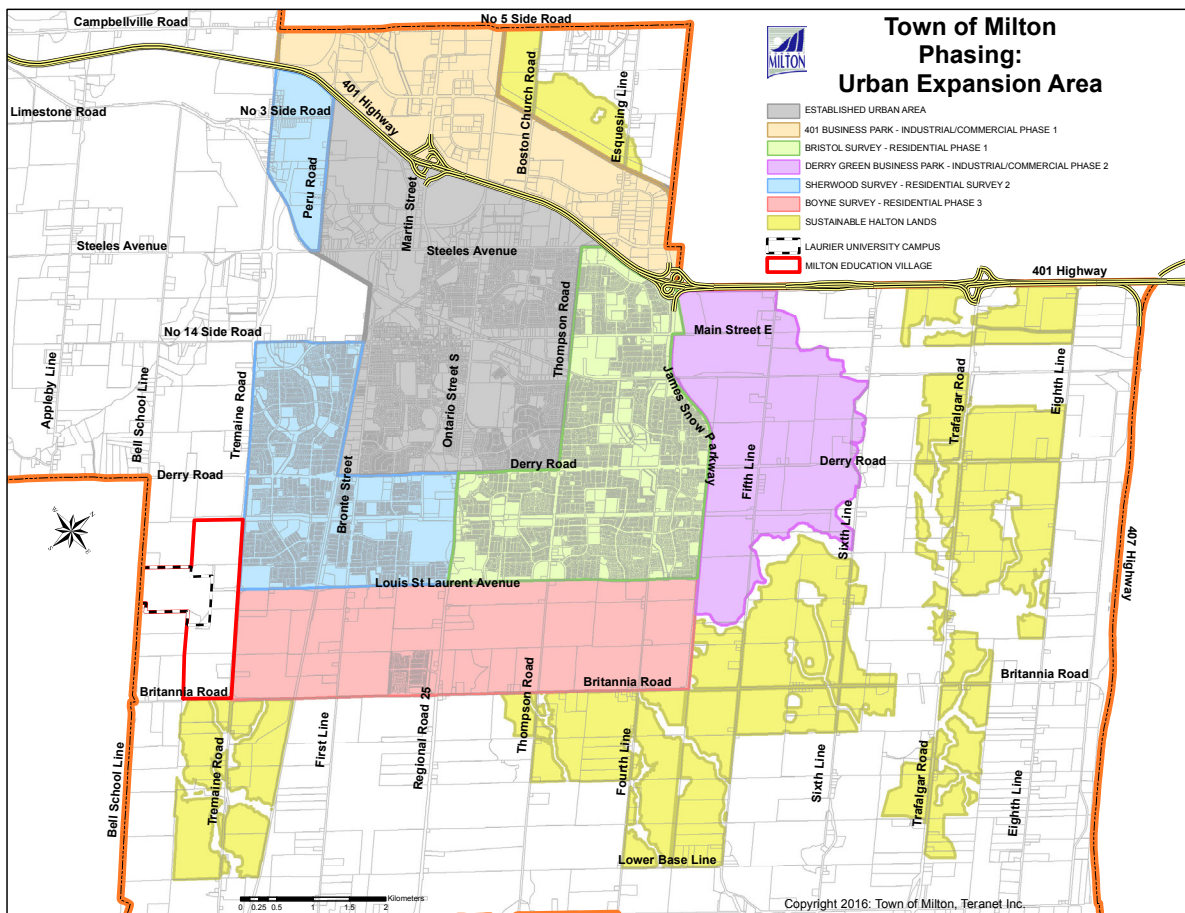 Town of Milton
Phasing:
Urban Expansion Area
MILTON
ESTABLISHED URBAN AREA
401 BUSINESS PARK - INDUSTRIAL/COMMERCIAL PHASE 1
BRISTOL SURVEY - RESIDENTIAL PHASE 1
DERRY GREEN BUSINESS PARK - INDUSTRIAL/COMMERCIAL PHASE 2
SHERWOOD SURVEY - RESIDENTIAL SURVEY 2
BOYNE SURVEY - RESIDENTIAL PHASE 3
SUSTAINABLE HALTON LANDS
LAURIER UNIVERSITY CAMPUS
MILTON EDUCATION VILLAGE
Campbellville Road
No 5 Side Road
401 Highway
Limestone Road
No 3 Side Road
Boston Church Road
Esquesing Line
Peru Road
Martin Street
Steeles Avenue
Steeles Avenue
401 Highway
Thompson Road
No 14 Side Road
Main Street E
Appleby Line
Bell School Line
Tremaine Road
Ontario Street S
James Snow Parkway
Trafalgar Road
Eighth Line
Derry Road
Derry Road
Derry Road
Bronte Street
Fifth Line
Sixth Line
407 Highway
W
N
S
E
Louis St Laurent Avenue
Britannia Road
Britannia Road
Britannia Road
Bell School Line
Tremaine Road
First Line
Regional Road 25
Thompson Road
Fourth Line
Sixth Line
Trafalgar Road
Eighth Line
Lower Base Line
Kilometers
0 0.25 0.5 1 1.5 2
Copyright 2016: Town of Milton, Teranet Inc.